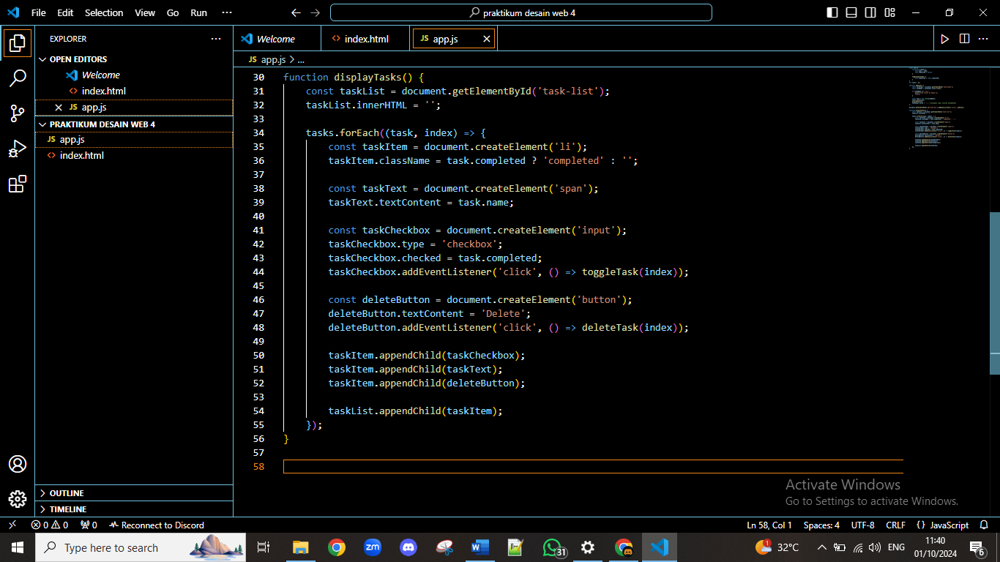 File Edit Selection View Go Run ···
praktikum desain web 4
EXPLORER ···
OPEN EDITORS
Welcome
index.html
app.js
PRAKTIKUM DESAIN WEB 4
app.js
index.html
OUTLINE
TIMELINE
Welcome index.html JS app.js
JS app.js > ...
30 function displayTasks() {
31     const taskList = document.getElementById('task-list');
32     taskList.innerHTML = '';
33
34     tasks.forEach((task, index) => {
35         const taskItem = document.createElement('li');
36         taskItem.className = task.completed ? 'completed' : '';
37
38         const taskText = document.createElement('span');
39         taskText.textContent = task.name;
40
41         const taskCheckbox = document.createElement('input');
42         taskCheckbox.type = 'checkbox';
43         taskCheckbox.checked = task.completed;
44         taskCheckbox.addEventListener('click', () => toggleTask(index));
45
46         const deleteButton = document.createElement('button');
47         deleteButton.textContent = 'Delete';
48         deleteButton.addEventListener('click', () => deleteTask(index));
49
50         taskItem.appendChild(taskCheckbox);
51         taskItem.appendChild(taskText);
52         taskItem.appendChild(deleteButton);
53
54         taskList.appendChild(taskItem);
55     });
56 }
57
58
Activate Windows
Go to Settings to activate Windows.
0 0 0 Reconnect to Discord Ln 58, Col 1 Spaces: 4 UTF-8 CRLF {} JavaScript
Type here to search zm W 31 1 32°C ENG 11:40
01/10/2024 6